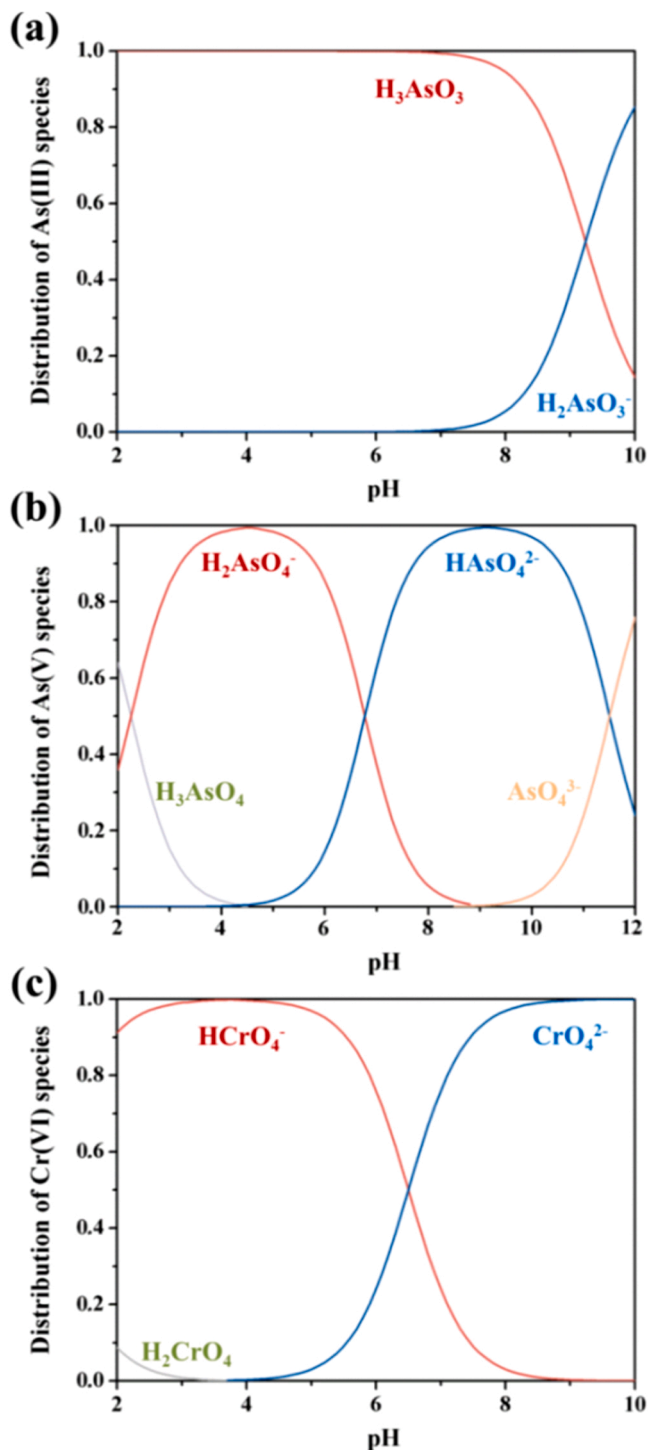 (a)
Distribution of As(III) species
1.0
0.8
0.6
0.4
0.2
0.0
H₃AsO₃
H₂AsO₃⁻
2 4 6 8 10
pH
(b)
Distribution of As(V) species
1.0
0.8
0.6
0.4
0.2
0.0
H₂AsO₄⁻
HAsO₄²⁻
H₃AsO₄
AsO₄³⁻
2 4 6 8 10 12
pH
(c)
Distribution of Cr(VI) species
1.0
0.8
0.6
0.4
0.2
0.0
HCrO₄⁻
CrO₄²⁻
H₂CrO₄
2 4 6 8 10
pH